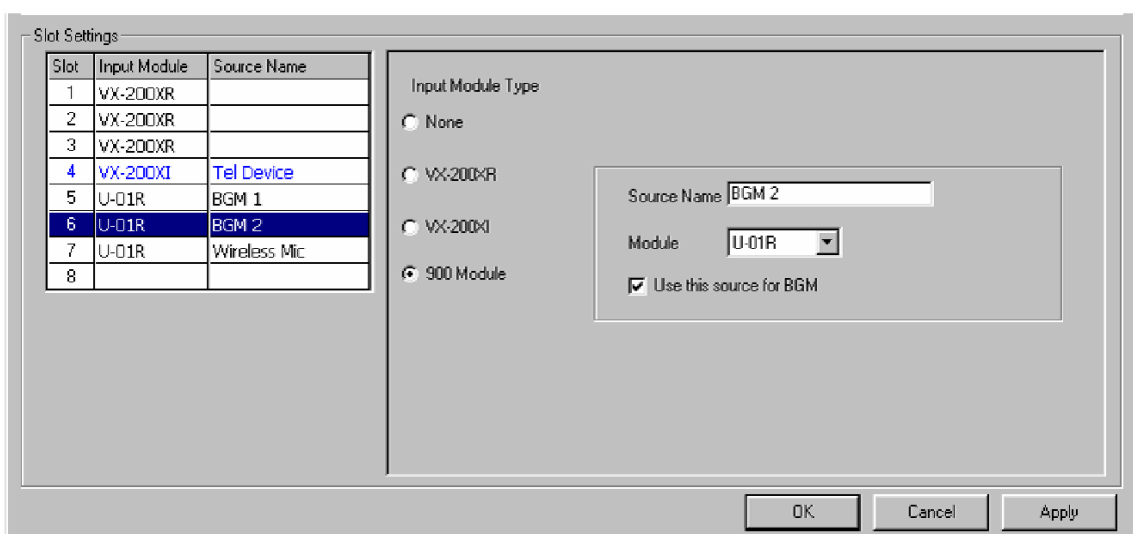 Slot Settings
Slot Input Module Source Name
1 VX-200XR
2 VX-200XR
3 VX-200XR
4 VX-200XI Tel Device
5 U-01R BGM 1
6 U-01R BGM 2
7 U-01R Wireless Mic
8
Input Module Type
None
VX-200XR
VX-200XI
900 Module
Source Name BGM 2
Module U-01R
Use this source for BGM
OK Cancel Apply